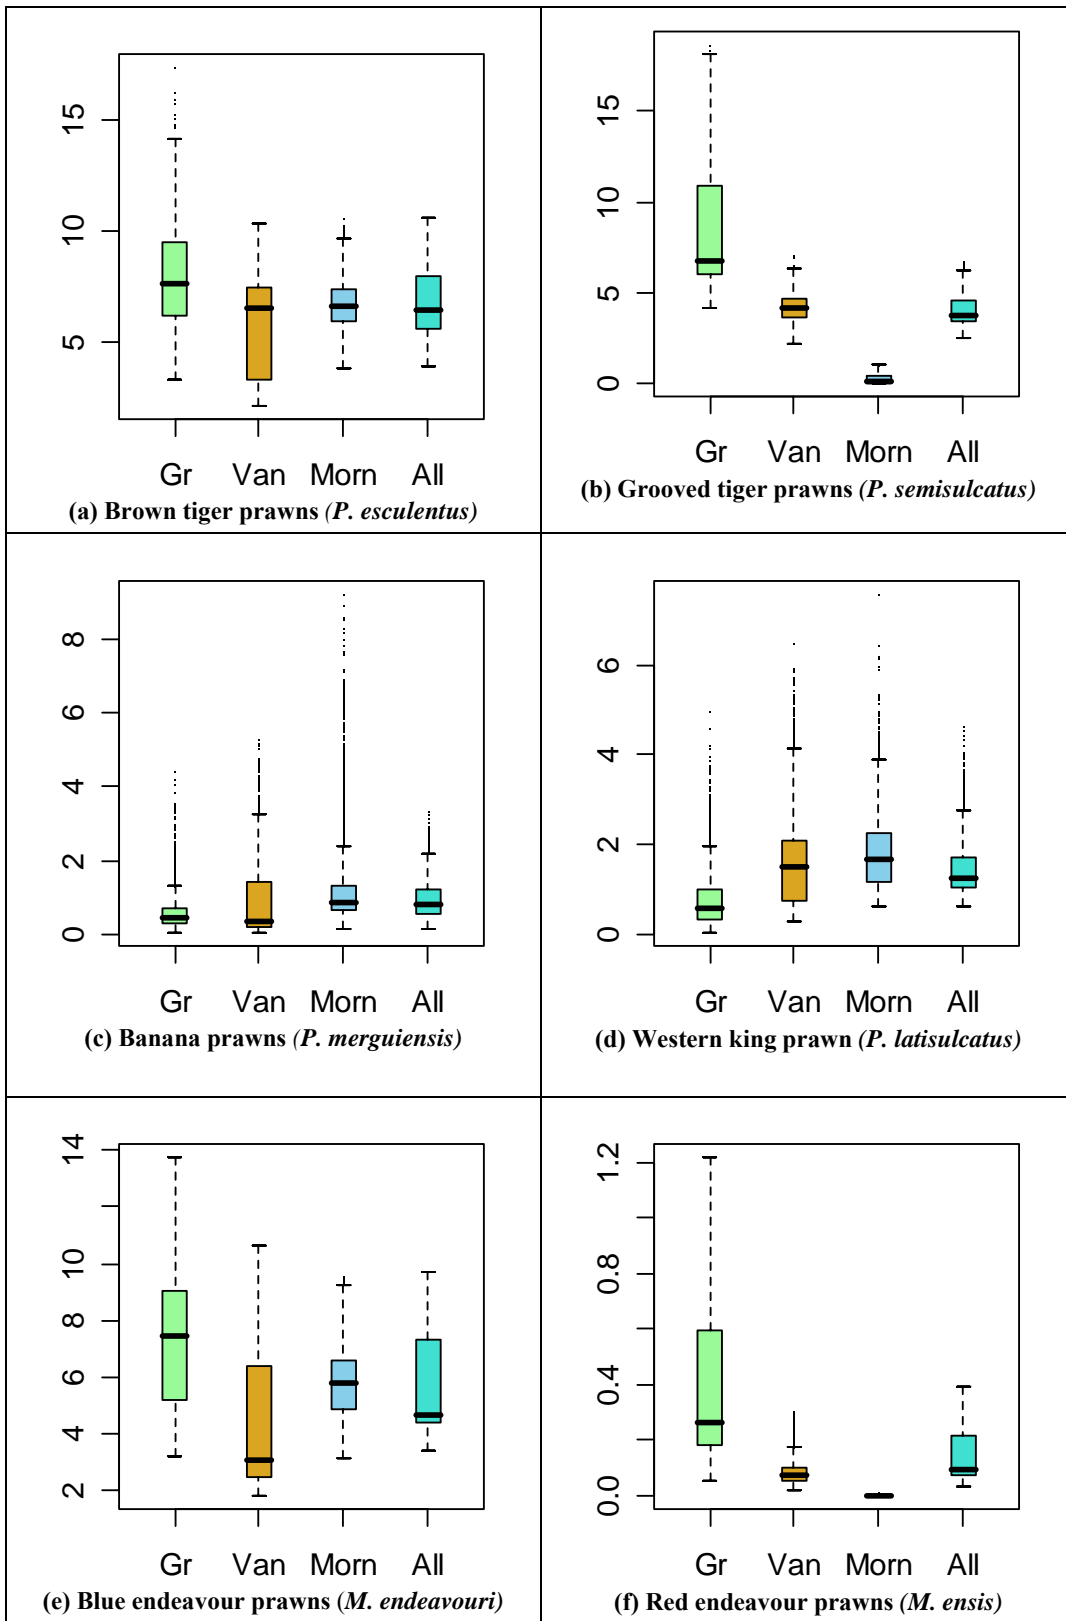 15
10
5
Gr Van Morn All
(a) Brown tiger prawns (P. esculentus)
15
10
5
0
Gr Van Morn All
(b) Grooved tiger prawns (P. semisulcatus)
8
6
4
2
0
Gr Van Morn All
(c) Banana prawns (P. merguiensis)
6
4
2
0
Gr Van Morn All
(d) Western king prawn (P. latisulcatus)
14
10
8
6
4
2
Gr Van Morn All
(e) Blue endeavour prawns (M. endeavouri)
1.2
0.8
0.4
0.0
Gr Van Morn All
(f) Red endeavour prawns (M. ensis)